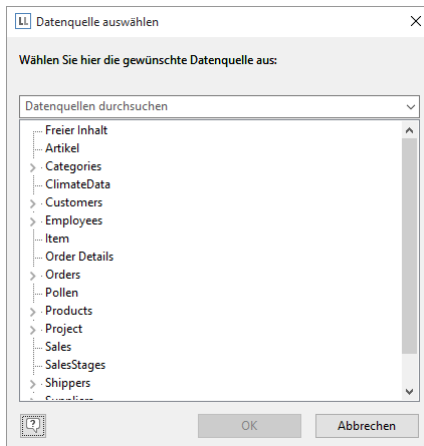 LL Datenquelle auswählen
Wählen Sie hier die gewünschte Datenquelle aus:
Datenquellen durchsuchen
Freier Inhalt
Artikel
Categories
ClimateData
Customers
Employees
Item
Order Details
Orders
Pollen
Products
Project
Sales
SalesStages
Shippers
Suppliers
OK Abbrechen